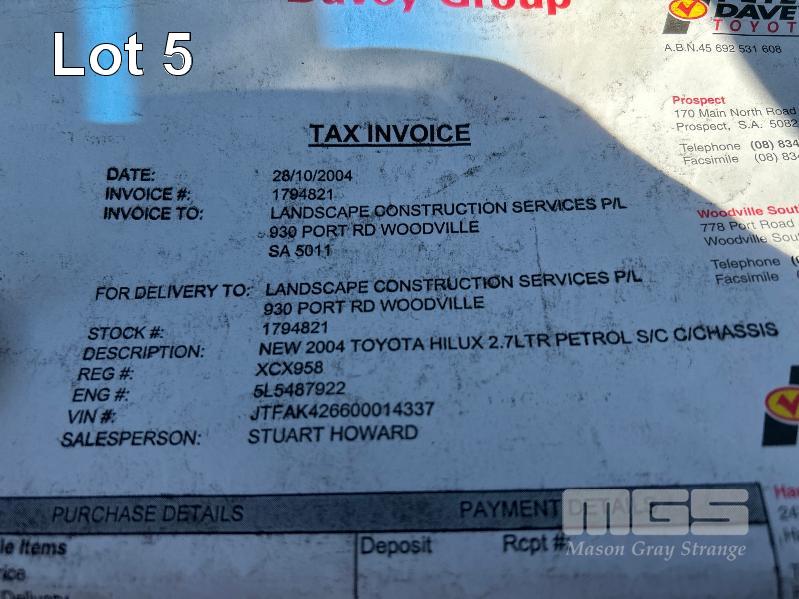 Lot 5
Davey Group
DAVE
TOYOT
A.B.N.45 692 531 608
Prospect
170 Main North Road
Prospect, S.A. 5082
Telephone (08) 834
Facsimile (08) 834
TAX INVOICE
DATE: 28/10/2004
INVOICE #: 1794821
INVOICE TO: LANDSCAPE CONSTRUCTION SERVICES P/L
930 PORT RD WOODVILLE
SA 5011
Woodville Sout
778 Port Road
Woodville Sou
Telephone (
Facsimile
FOR DELIVERY TO: LANDSCAPE CONSTRUCTION SERVICES P/L
930 PORT RD WOODVILLE
STOCK #: 1794821
DESCRIPTION: NEW 2004 TOYOTA HILUX 2.7LTR PETROL S/C C/CHASSIS
REG #: XCX958
ENG #: 5L5487922
VIN #: JTFAK426600014337
SALESPERSON: STUART HOWARD
PURCHASE DETAILS PAYMENT DETAILS
le Items Deposit Rcpt #:
rice
Delivery
MGS
Mason Gray Strange